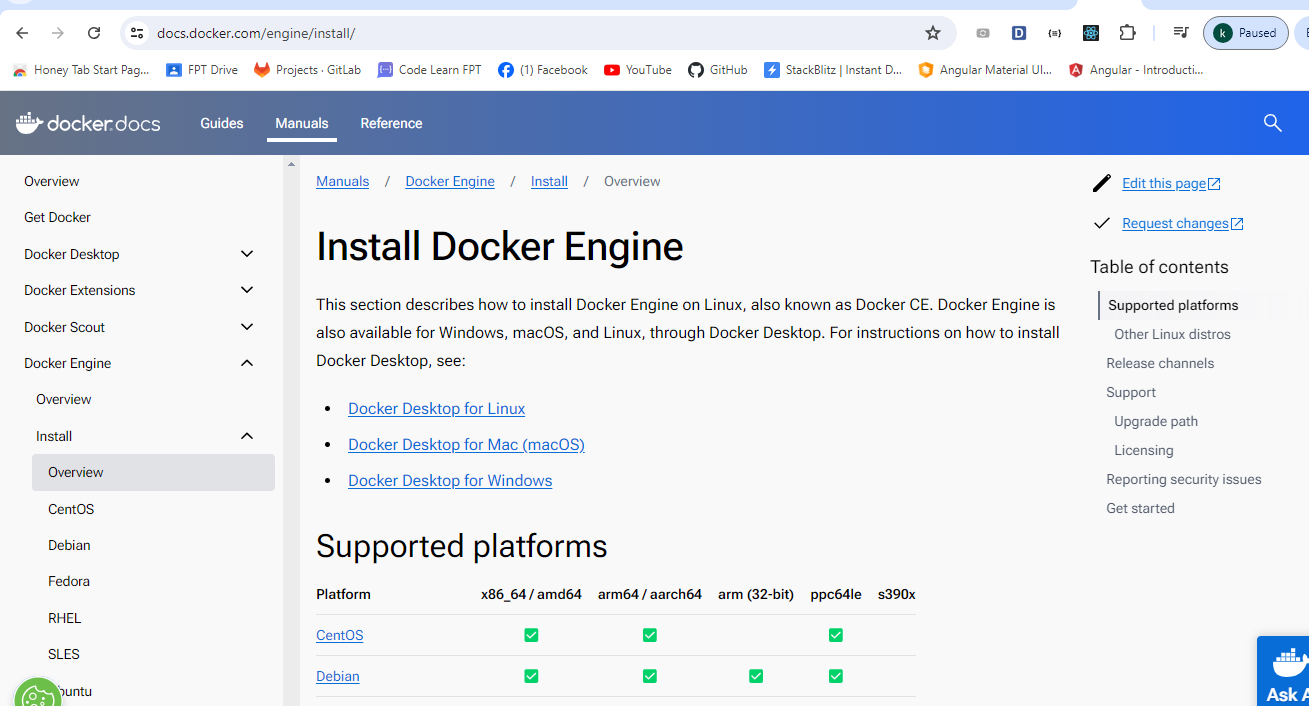 docs.docker.com/engine/install/
D
k
Paused
Honey Tab Start Pag...
FPT Drive
Projects · GitLab
Code Learn FPT
(1) Facebook
YouTube
GitHub
StackBlitz | Instant D...
Angular Material UI...
Angular - Introducti...
docker.docs
Guides
Manuals
Reference
Overview
Get Docker
Docker Desktop
Docker Extensions
Docker Scout
Docker Engine
Overview
Install
Overview
CentOS
Debian
Fedora
RHEL
SLES
buntu
Manuals / Docker Engine / Install / Overview
Install Docker Engine
This section describes how to install Docker Engine on Linux, also known as Docker CE. Docker Engine is
also available for Windows, macOS, and Linux, through Docker Desktop. For instructions on how to install
Docker Desktop, see:
• Docker Desktop for Linux
• Docker Desktop for Mac (macOS)
• Docker Desktop for Windows
Supported platforms
Platform x86_64 / amd64 arm64 / aarch64 arm (32-bit) ppc64le s390x
CentOS
Debian
Edit this page
Request changes
Table of contents
Supported platforms
Other Linux distros
Release channels
Support
Upgrade path
Licensing
Reporting security issues
Get started
Ask A